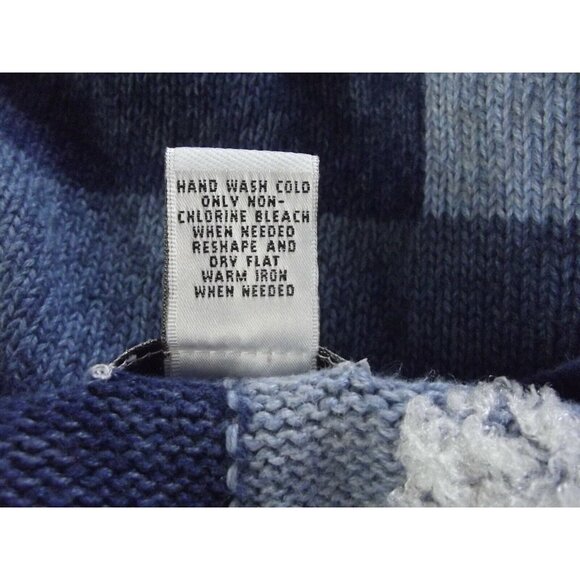 HAND WASH COLD
ONLY NON-
CHLORINE BLEACH
WHEN NEEDED
RESHAPE AND
DRY FLAT
WARM IRON
WHEN NEEDED